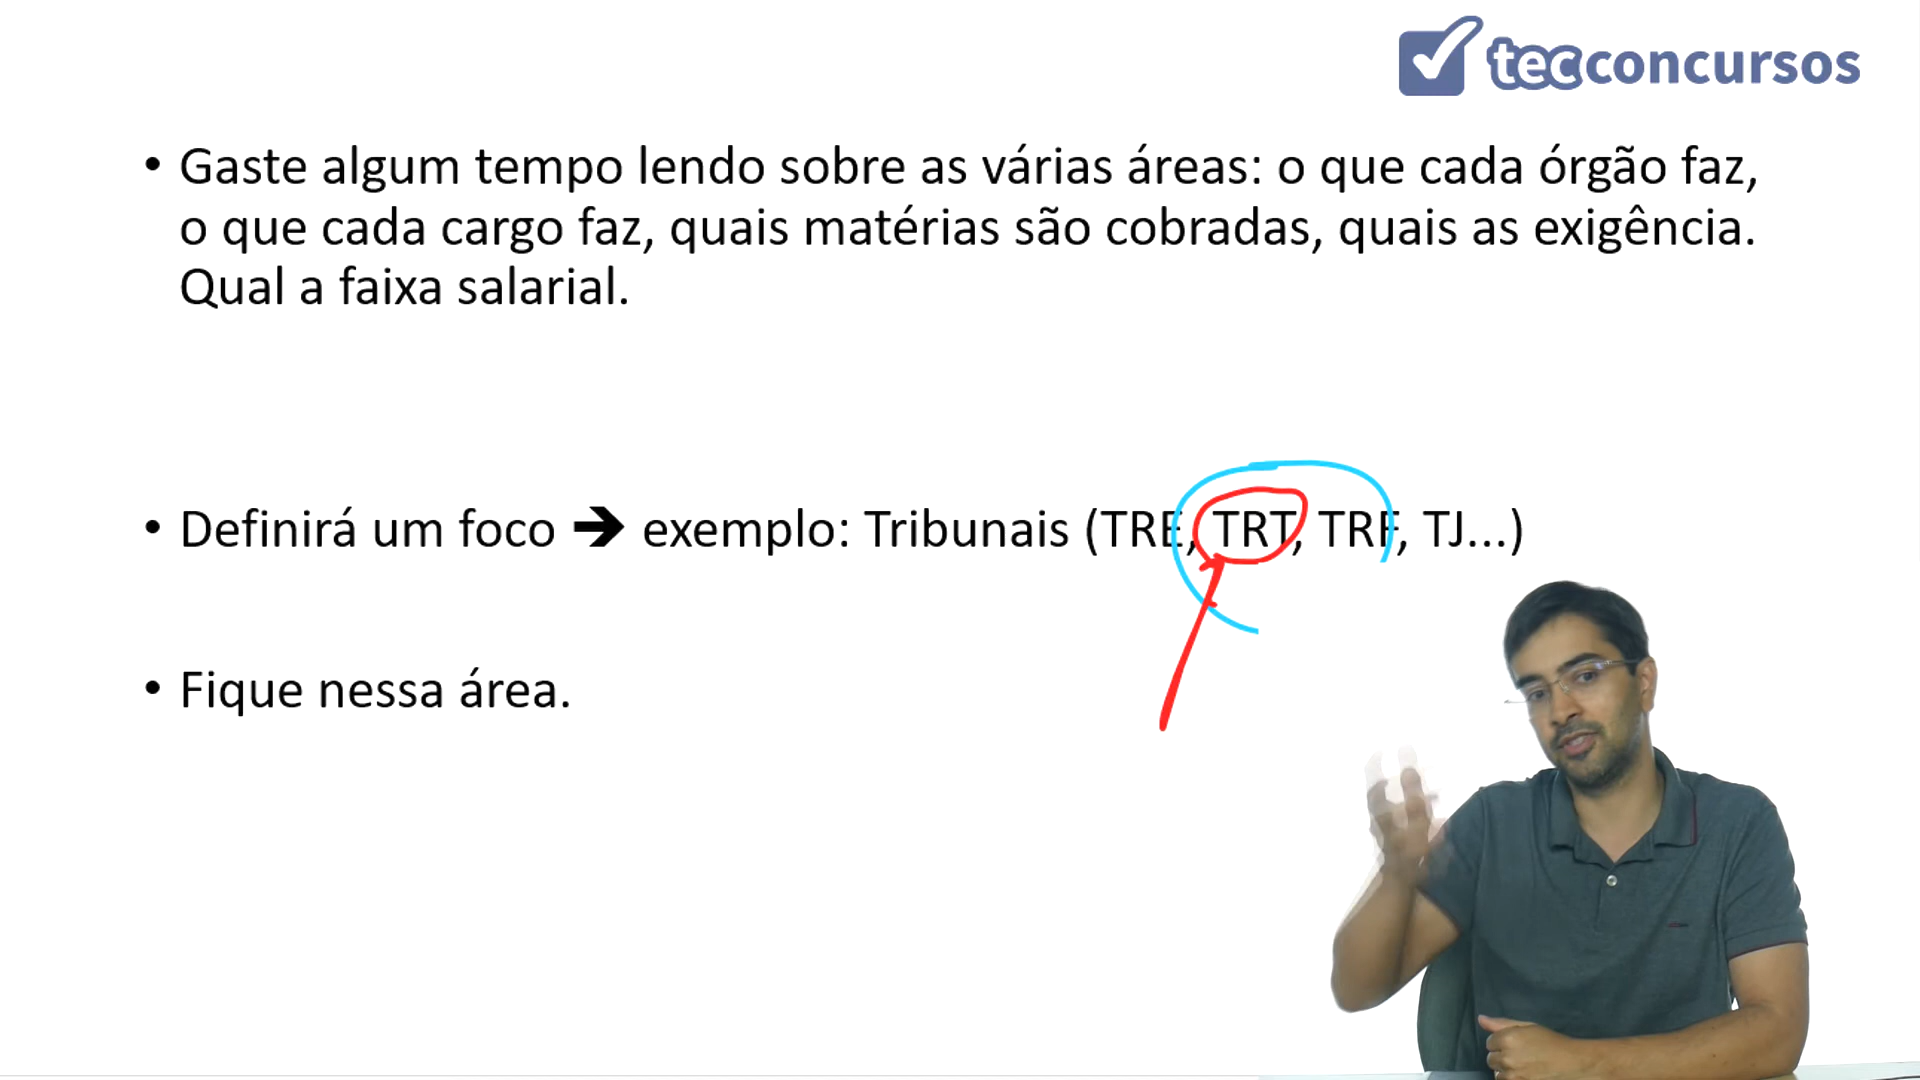 tecconcursos
• Gaste algum tempo lendo sobre as várias áreas: o que cada órgão faz,
o que cada cargo faz, quais matérias são cobradas, quais as exigência.
Qual a faixa salarial.
• Definirá um foco ➔ exemplo: Tribunais (TRE, TRT, TRF, TJ...)
• Fique nessa área.